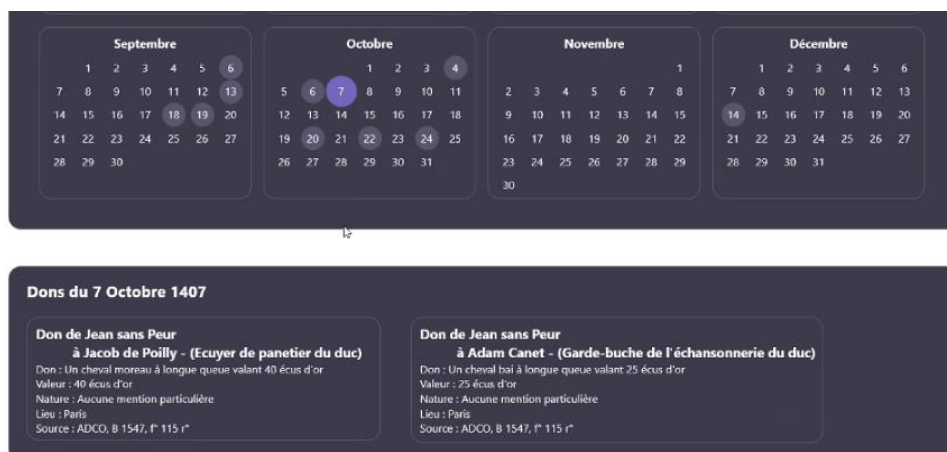 Septembre
1 2 3 4 5 6
7 8 9 10 11 12 13
14 15 16 17 18 19 20
21 22 23 24 25 26 27
28 29 30
Octobre
1 2 3 4
5 6 7 8 9 10 11
12 13 14 15 16 17 18
19 20 21 22 23 24 25
26 27 28 29 30 31
Novembre
1
2 3 4 5 6 7 8
9 10 11 12 13 14 15
16 17 18 19 20 21 22
23 24 25 26 27 28 29
30
Décembre
1 2 3 4 5 6
7 8 9 10 11 12 13
14 15 16 17 18 19 20
21 22 23 24 25 26 27
28 29 30 31
Dons du 7 Octobre 1407
Don de Jean sans Peur
à Jacob de Poilly - (Ecuyer de panetier du duc)
Don : Un cheval moreau à longue queue valant 40 écus d'or
Valeur : 40 écus d'or
Nature : Aucune mention particulière
Lieu : Paris
Source : ADCO, B 1547, f° 115 r°
Don de Jean sans Peur
à Adam Canet - (Garde-buche de l'échansonnerie du duc)
Don : Un cheval bai à longue queue valant 25 écus d'or
Valeur : 25 écus d'or
Nature : Aucune mention particulière
Lieu : Paris
Source : ADCO, B 1547, f° 115 r°